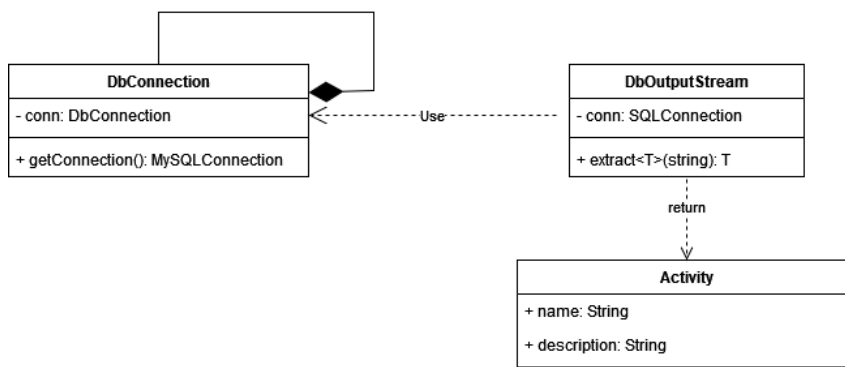 DbConnection
- conn: DbConnection
+ getConnection(): MySQLConnection
Use
DbOutputStream
- conn: SQLConnection
+ extract<T>(string): T
return
Activity
+ name: String
+ description: String